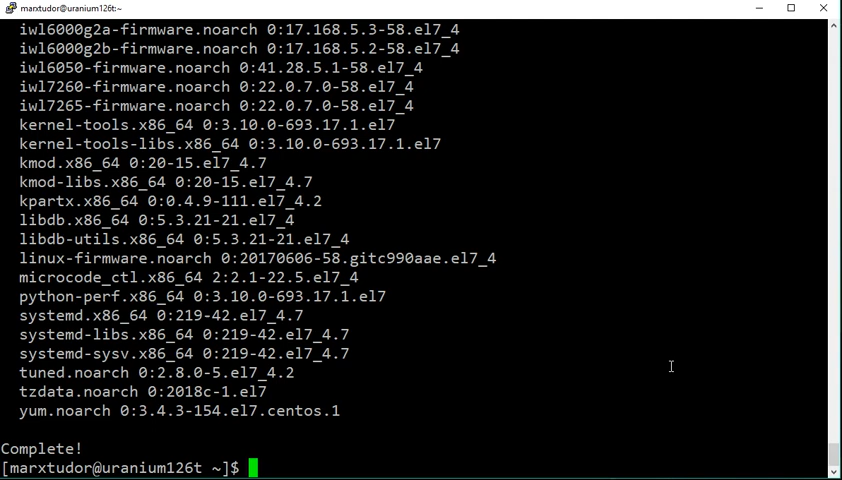 marxtudor@uranium126t:~
iwl6000g2a-firmware.noarch 0:17.168.5.3-58.el7_4
iwl6000g2b-firmware.noarch 0:17.168.5.2-58.el7_4
iwl6050-firmware.noarch 0:41.28.5.1-58.el7_4
iwl7260-firmware.noarch 0:22.0.7.0-58.el7_4
iwl7265-firmware.noarch 0:22.0.7.0-58.el7_4
kernel-tools.x86_64 0:3.10.0-693.17.1.el7
kernel-tools-libs.x86_64 0:3.10.0-693.17.1.el7
kmod.x86_64 0:20-15.el7_4.7
kmod-libs.x86_64 0:20-15.el7_4.7
kpartx.x86_64 0:0.4.9-111.el7_4.2
libdb.x86_64 0:5.3.21-21.el7_4
libdb-utils.x86_64 0:5.3.21-21.el7_4
linux-firmware.noarch 0:20170606-58.gitc990aae.el7_4
microcode_ctl.x86_64 2:2.1-22.5.el7_4
python-perf.x86_64 0:3.10.0-693.17.1.el7
systemd.x86_64 0:219-42.el7_4.7
systemd-libs.x86_64 0:219-42.el7_4.7
systemd-sysv.x86_64 0:219-42.el7_4.7
tuned.noarch 0:2.8.0-5.el7_4.2
tzdata.noarch 0:2018c-1.el7
yum.noarch 0:3.4.3-154.el7.centos.1
Complete!
[marxtudor@uranium126t ~]$